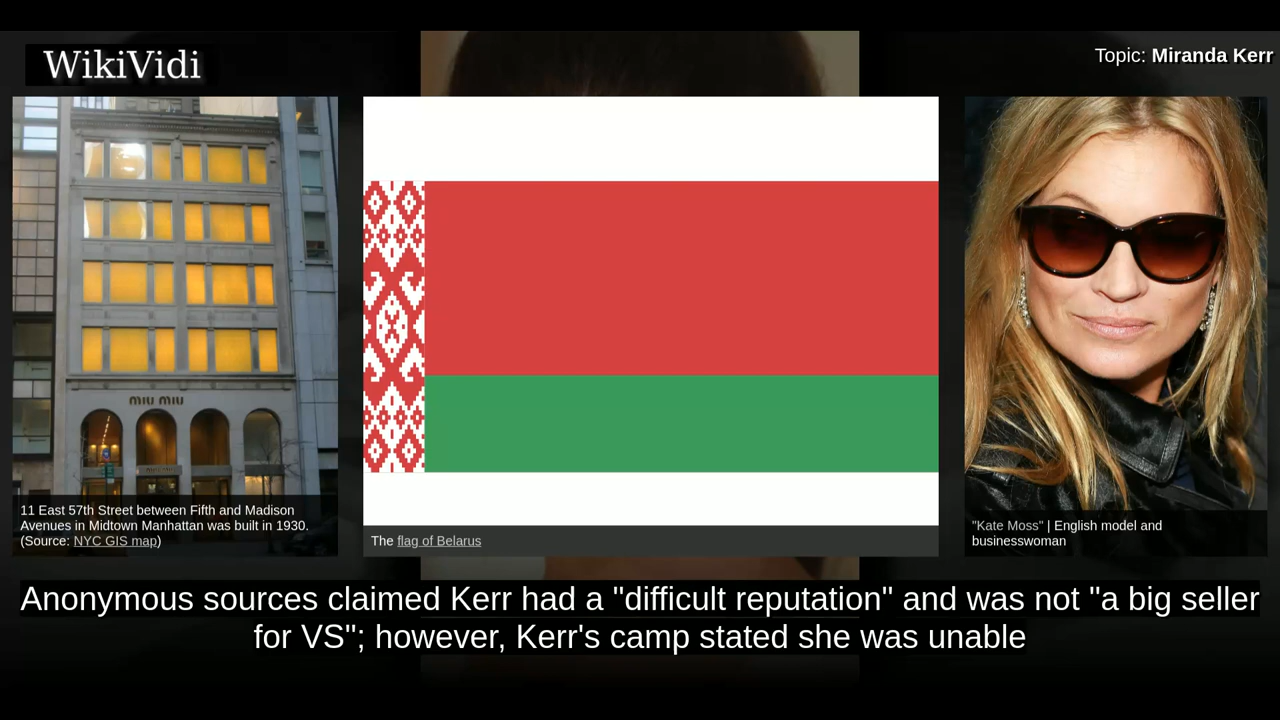 WikiVidi
Topic: Miranda Kerr
miu miu
miu miu
11 East 57th Street between Fifth and Madison
Avenues in Midtown Manhattan was built in 1930.
(Source: NYC GIS map)
The flag of Belarus
"Kate Moss" | English model and
businesswoman
Anonymous sources claimed Kerr had a "difficult reputation" and was not "a big seller
for VS"; however, Kerr's camp stated she was unable